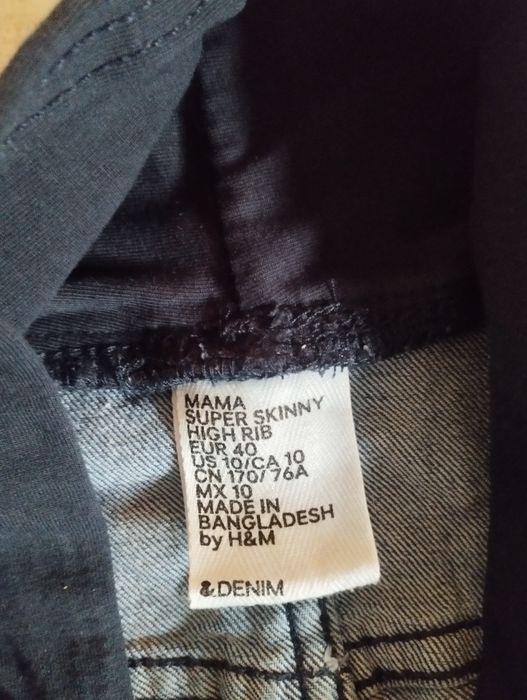 MAMA
SUPER SKINNY
HIGH RIB
EUR 40
US 10/CA 10
CN 170/ 76A
MX 10
MADE IN
BANGLADESH
by H&M
&DENIM